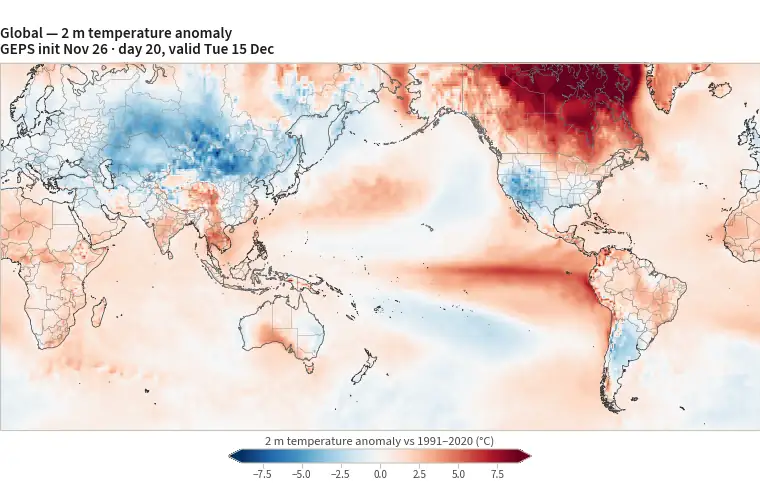 Global — 2 m temperature anomaly
GEPS init Nov 26 · day 20, valid Tue 15 Dec
2 m temperature anomaly vs 1991–2020 (°C)
−7.5 −5.0 −2.5 0.0 2.5 5.0 7.5